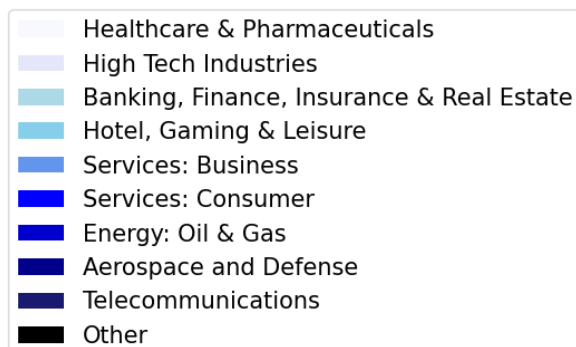 Healthcare & Pharmaceuticals
High Tech Industries
Banking, Finance, Insurance & Real Estate
Hotel, Gaming & Leisure
Services: Business
Services: Consumer
Energy: Oil & Gas
Aerospace and Defense
Telecommunications
Other